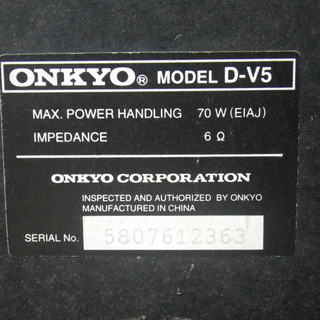 ONKYO® MODEL D-V5
MAX. POWER HANDLING 70 W (EIAJ)
IMPEDANCE 6 Ω
ONKYO CORPORATION
INSPECTED AND AUTHORIZED BY ONKYO
MANUFACTURED IN CHINA
SERIAL No. 5807612363